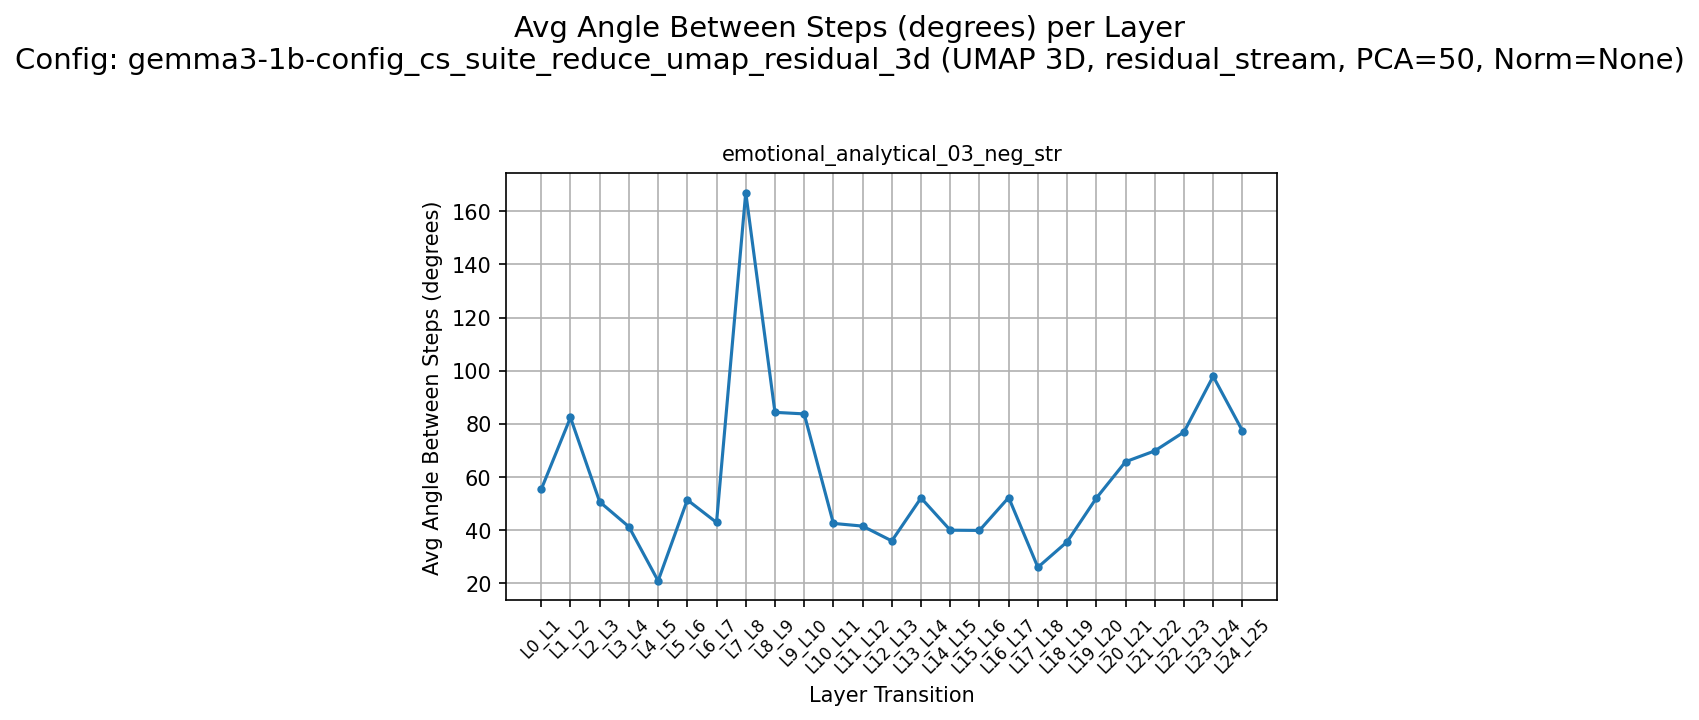 Avg Angle Between Steps (degrees) per Layer
Config: gemma3-1b-config_cs_suite_reduce_umap_residual_3d (UMAP 3D, residual_stream, PCA=50, Norm=None)
emotional_analytical_03_neg_str
Avg Angle Between Steps (degrees)
160
140
120
100
80
60
40
20
L0_L1
L1_L2
L2_L3
L3_L4
L4_L5
L5_L6
L6_L7
L7_L8
L8_L9
L9_L10
L10_L11
L11_L12
L12_L13
L13_L14
L14_L15
L15_L16
L16_L17
L17_L18
L18_L19
L19_L20
L20_L21
L21_L22
L22_L23
L23_L24
L24_L25
Layer Transition